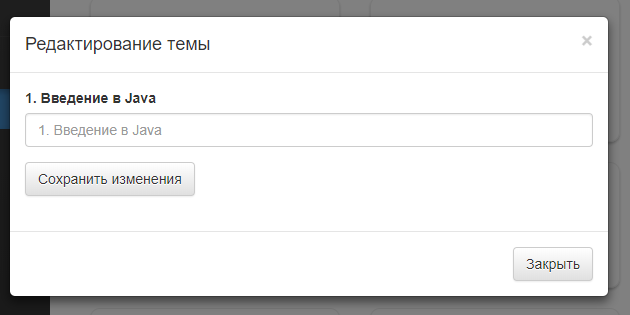 Редактирование темы
×
1. Введение в Java
1. Введение в Java
Сохранить изменения
Закрыть